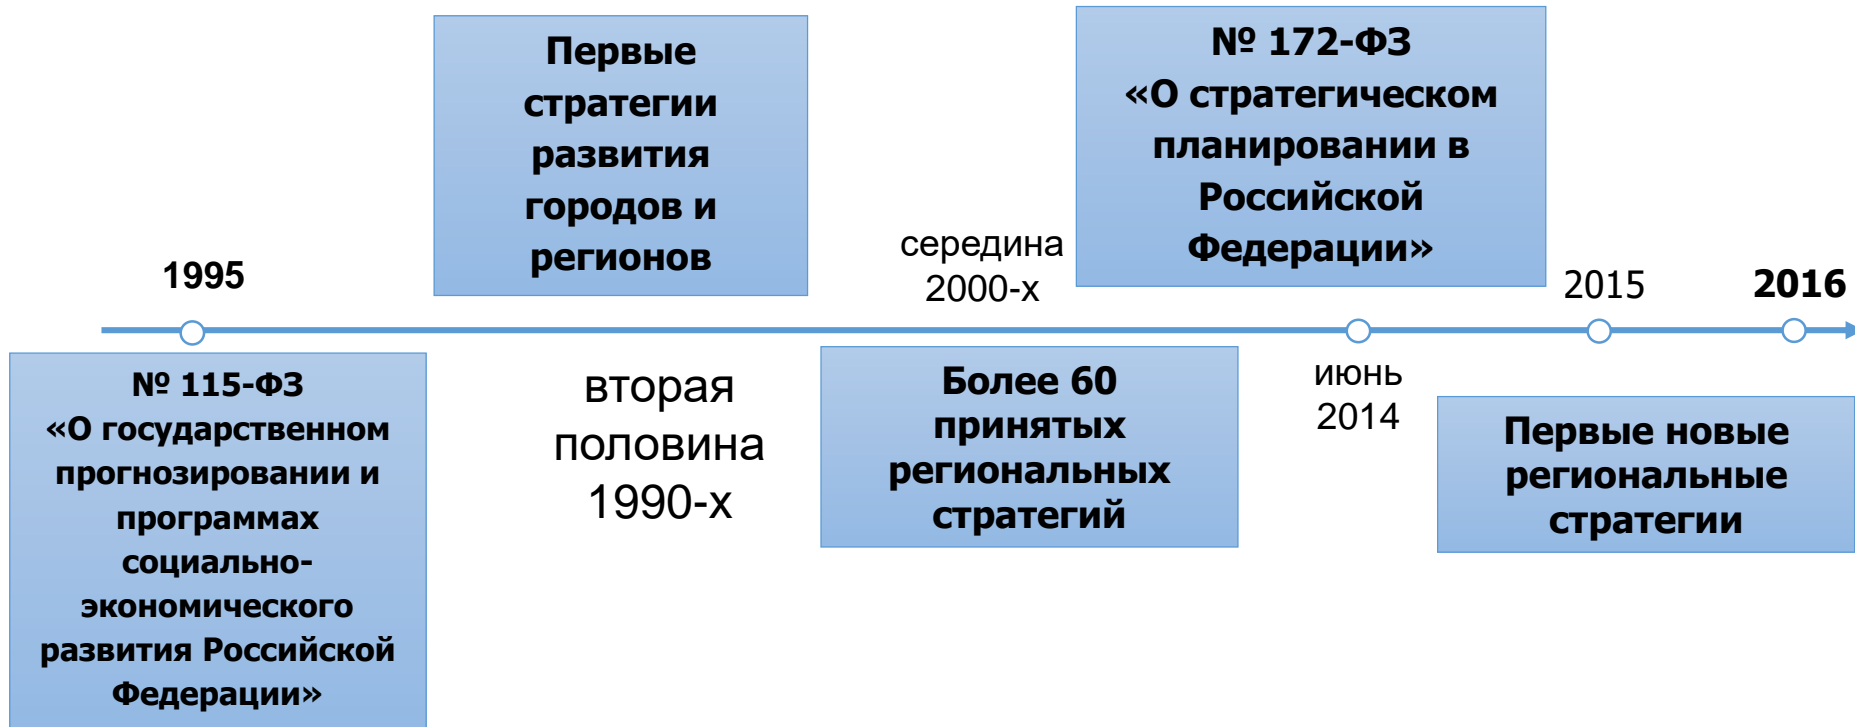 Первые
стратегии
развития
городов и
регионов
№ 172-ФЗ
«О стратегическом
планировании в
Российской
Федерации»
1995
середина
2000-х
2015
2016
№ 115-ФЗ
«О государственном
прогнозировании и
программах
социально-
экономического
развития Российской
Федерации»
вторая
половина
1990-х
Более 60
принятых
региональных
стратегий
июнь
2014
Первые новые
региональные
стратегии